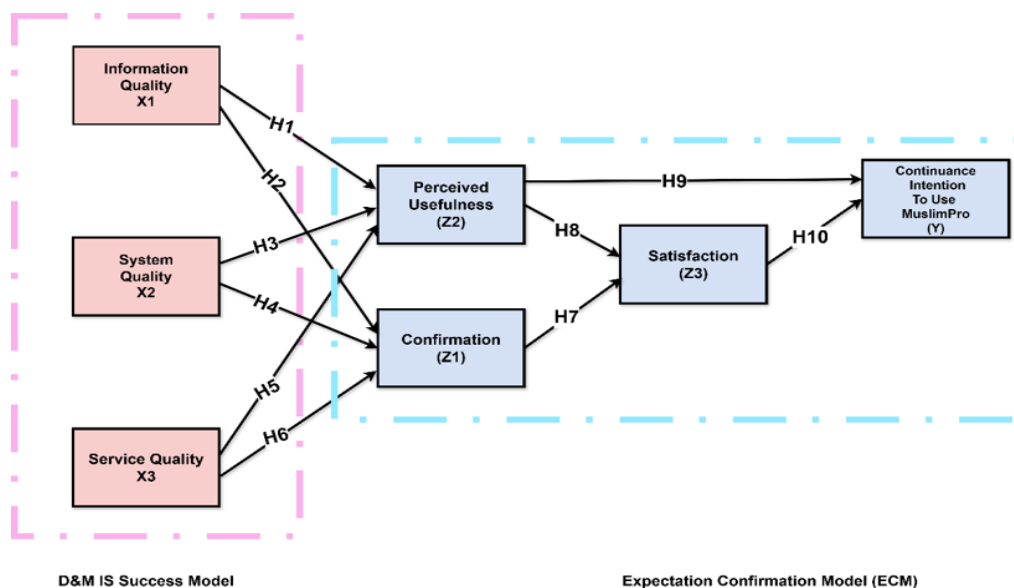 Information
Quality
X1
H1
H2
Perceived
Usefulness
(Z2)
H9
Continuance
Intention
To Use
MuslimPro
(Y)
System
Quality
X2
H3
H4
H8
Satisfaction
(Z3)
H10
Confirmation
(Z1)
H7
H5
H6
Service Quality
X3
D&M IS Success Model
Expectation Confirmation Model (ECM)